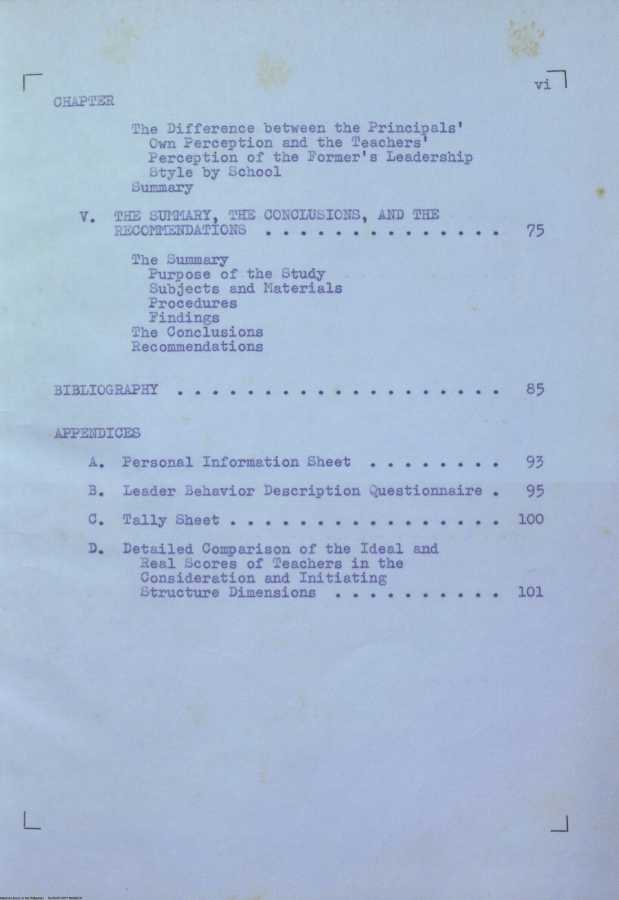 vi
CHAPTER
The Difference between the Principals'
Own Perception and the Teachers'
Perception of the Former's Leadership
Style by School
Summary
V. THE SUMMARY, THE CONCLUSIONS, AND THE
RECOMMENDATIONS . . . . . . . . . . . . . . 75
The Summary
Purpose of the Study
Subjects and Materials
Procedures
Findings
The Conclusions
Recommendations
BIBLIOGRAPHY . . . . . . . . . . . . . . . . . . . 85
APPENDICES
A. Personal Information Sheet . . . . . . . . 93
B. Leader Behavior Description Questionnaire . 95
C. Tally Sheet . . . . . . . . . . . . . . . . 100
D. Detailed Comparison of the Ideal and
Real Scores of Teachers in the
Consideration and Initiating
Structure Dimensions . . . . . . . . . . 101